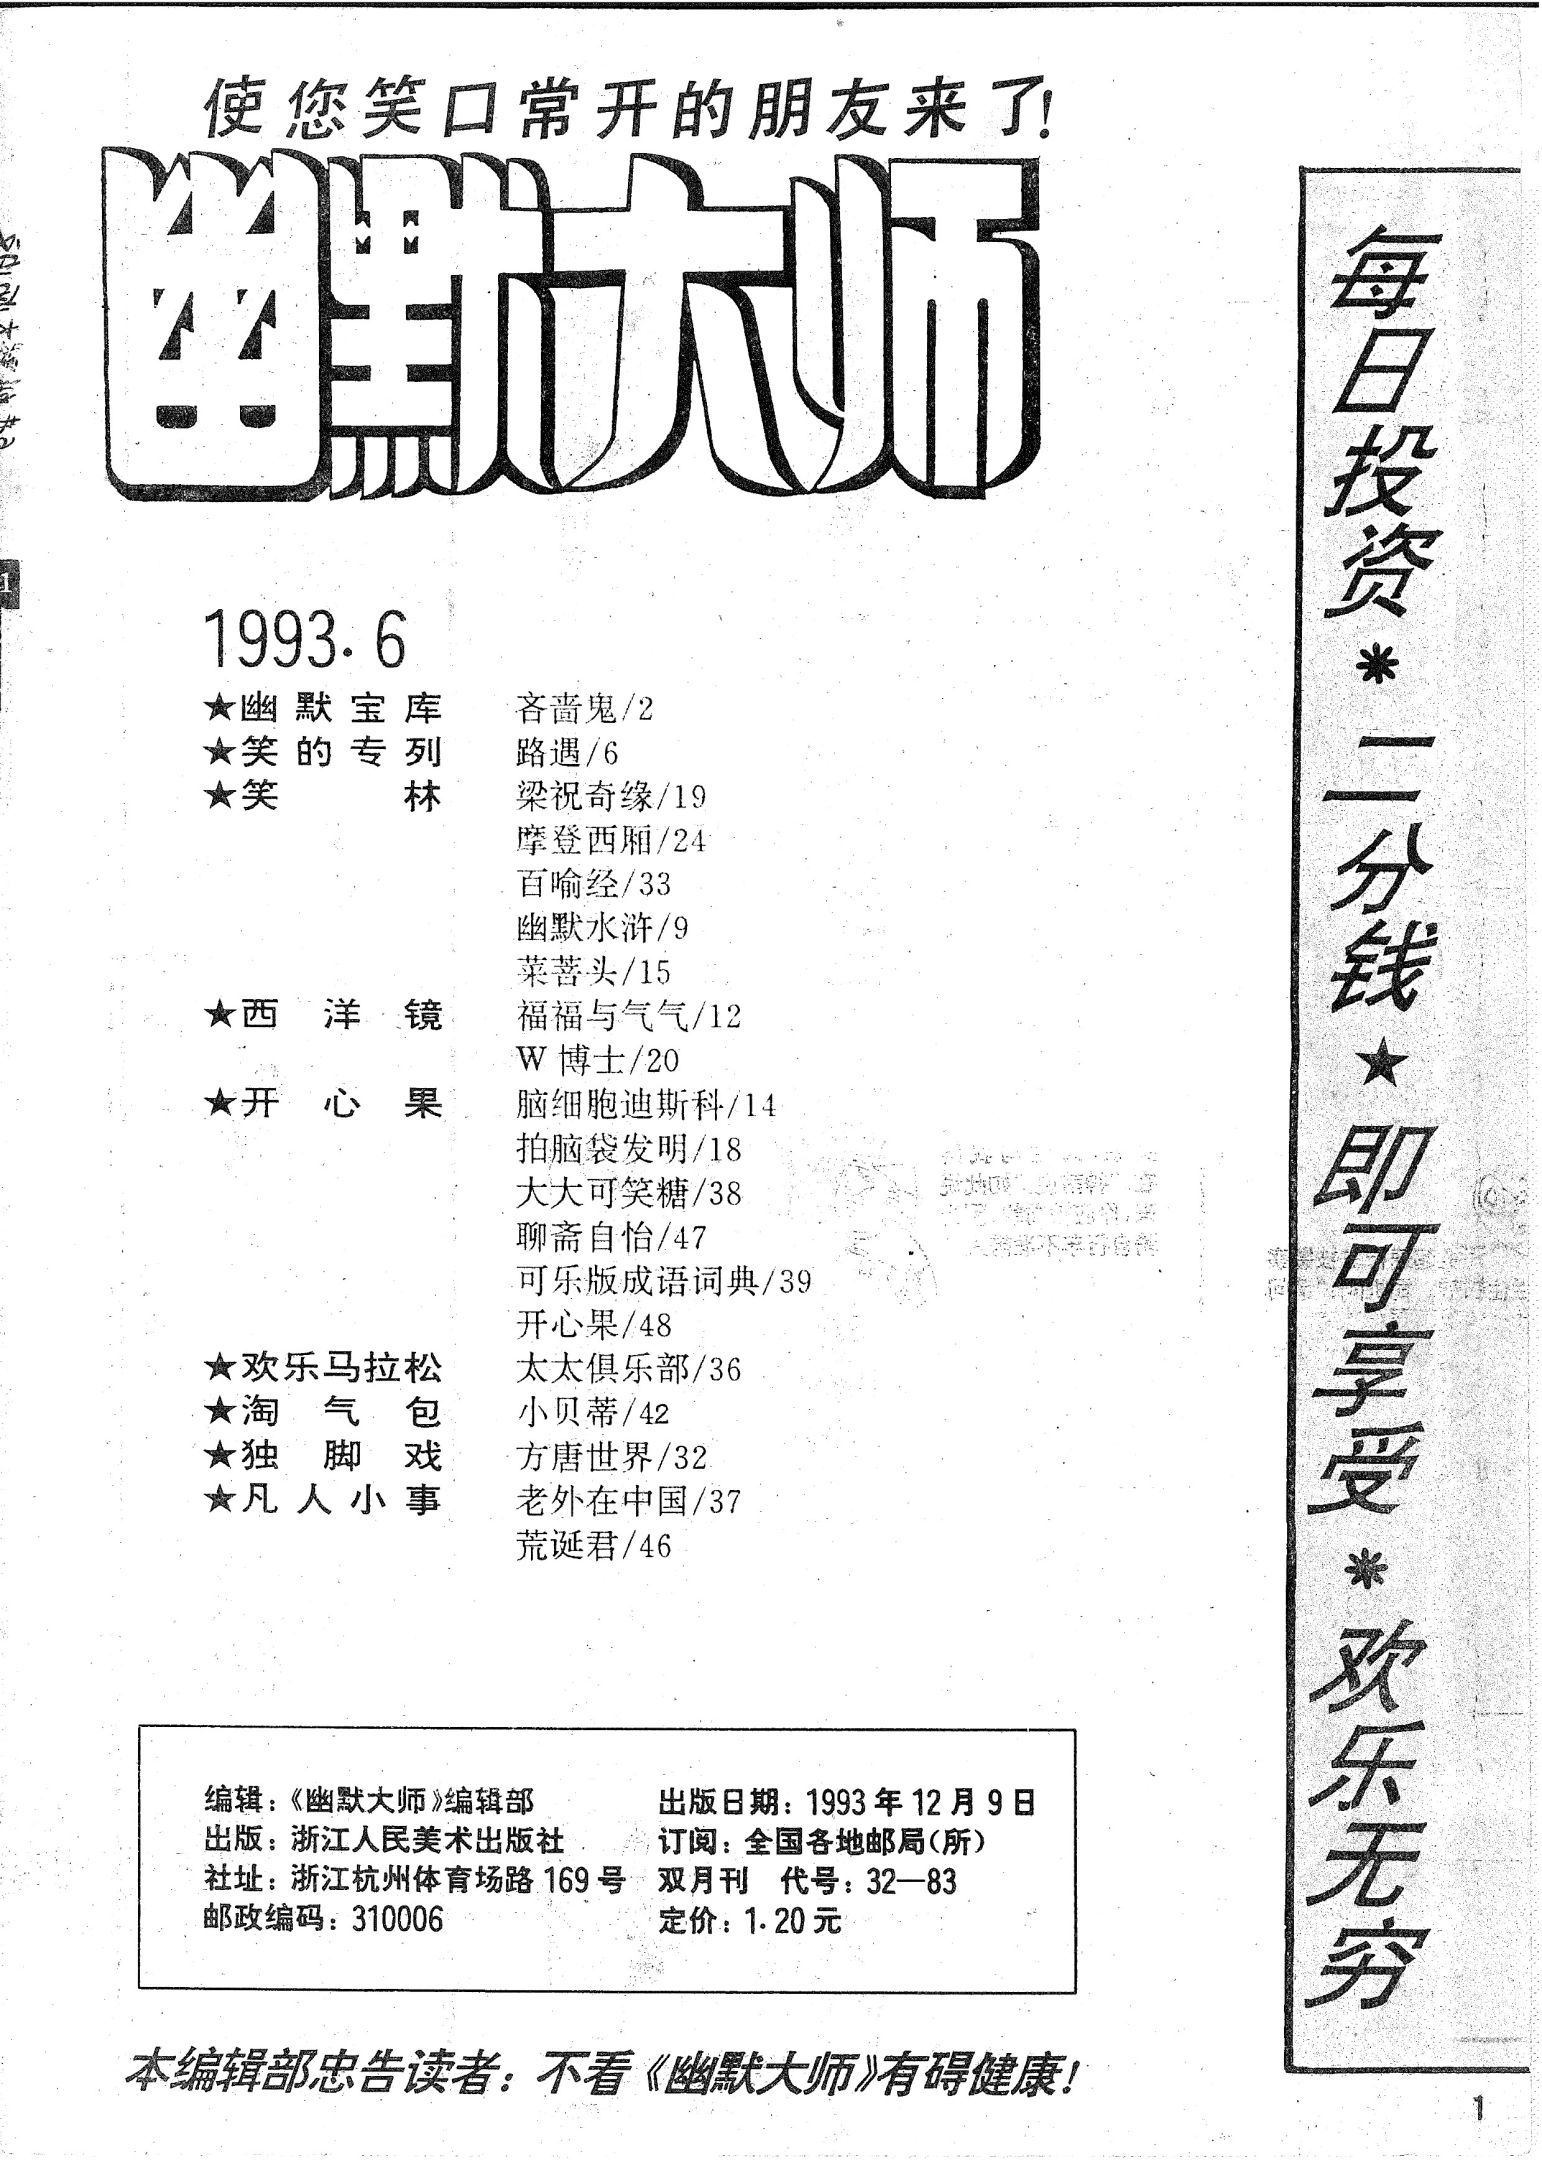 使您笑口常开的朋友来了!
幽默大师
1993.6
★幽默宝库 吝啬鬼/2
★笑的专列 路遇/6
★笑林 梁祝奇缘/19
摩登西厢/24
百喻经/33
幽默水浒/9
菜菩头/15
★西洋镜 福福与气气/12
W博士/20
★开心果 脑细胞迪斯科/14
拍脑袋发明/18
大大可笑糖/38
聊斋自怡/47
可乐版成语词典/39
开心果/48
★欢乐马拉松 太太俱乐部/36
★淘气包 小贝蒂/42
★独脚戏 方唐世界/32
★凡人小事 老外在中国/37
荒诞君/46
编辑:《幽默大师》编辑部
出版:浙江人民美术出版社
社址:浙江杭州体育场路169号
邮政编码:310006
出版日期:1993年12月9日
订阅:全国各地邮局(所)
双月刊 代号:32—83
定价:1.20元
本编辑部忠告读者:不看《幽默大师》有碍健康!
每日投资*二分钱★即可享受*欢乐无穷
1